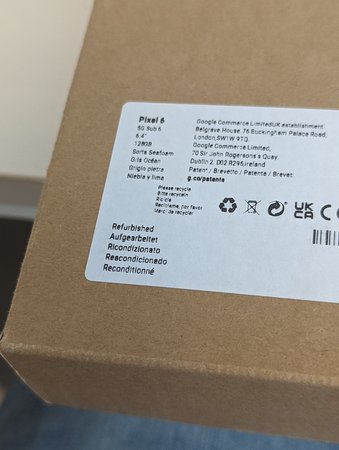 Pixel 6
5G Sub 6
6.4"
128GB
Sorta Seafoam
Gris Océan
Grigio pietra
Niebla y lima
Google Commerce LimitedUK establishment
Belgrave House, 76 Buckingham Palace Road,
London,SW1W 9TQ,
Google Commerce Limited,
70 Sir John Rogersons's Quay
Dublin 2, D02 R296,Ireland
Patent / Brevetto / Patente / Brevet:
g.co/patents
Please recycle
Bitte recyceln
Ricicla
Recíclame, por favor
Merci de recycler
UK
CA
CE
Refurbished
Aufgearbeitet
Ricondizionato
Reacondicionado
Reconditionné